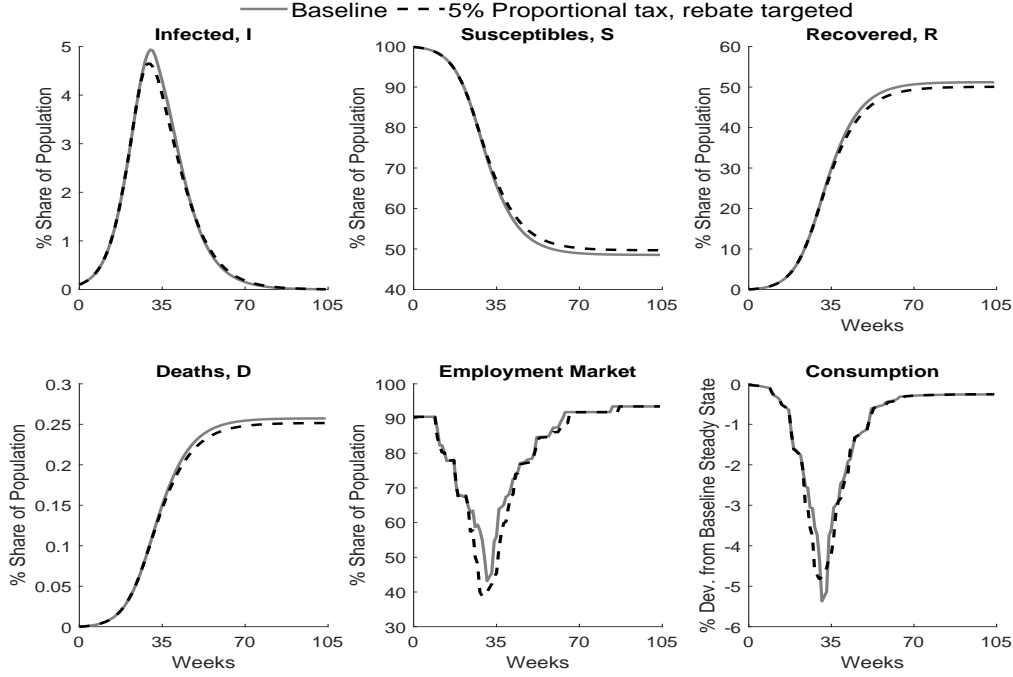 Baseline 5% Proportional tax, rebate targeted
Infected, I
% Share of Population
5
4
3
2
1
0
0 35 70 105
Susceptibles, S
% Share of Population
100
90
80
70
60
50
40
0 35 70 105
Recovered, R
% Share of Population
60
50
40
30
20
10
0
0 35 70 105
Weeks
Deaths, D
% Share of Population
0.3
0.25
0.2
0.15
0.1
0.05
0
0 35 70 105
Weeks
Employment Market
% Share of Population
100
90
80
70
60
50
40
30
0 35 70 105
Weeks
Consumption
% Dev. from Baseline Steady State
0
-1
-2
-3
-4
-5
-6
0 35 70 105
Weeks